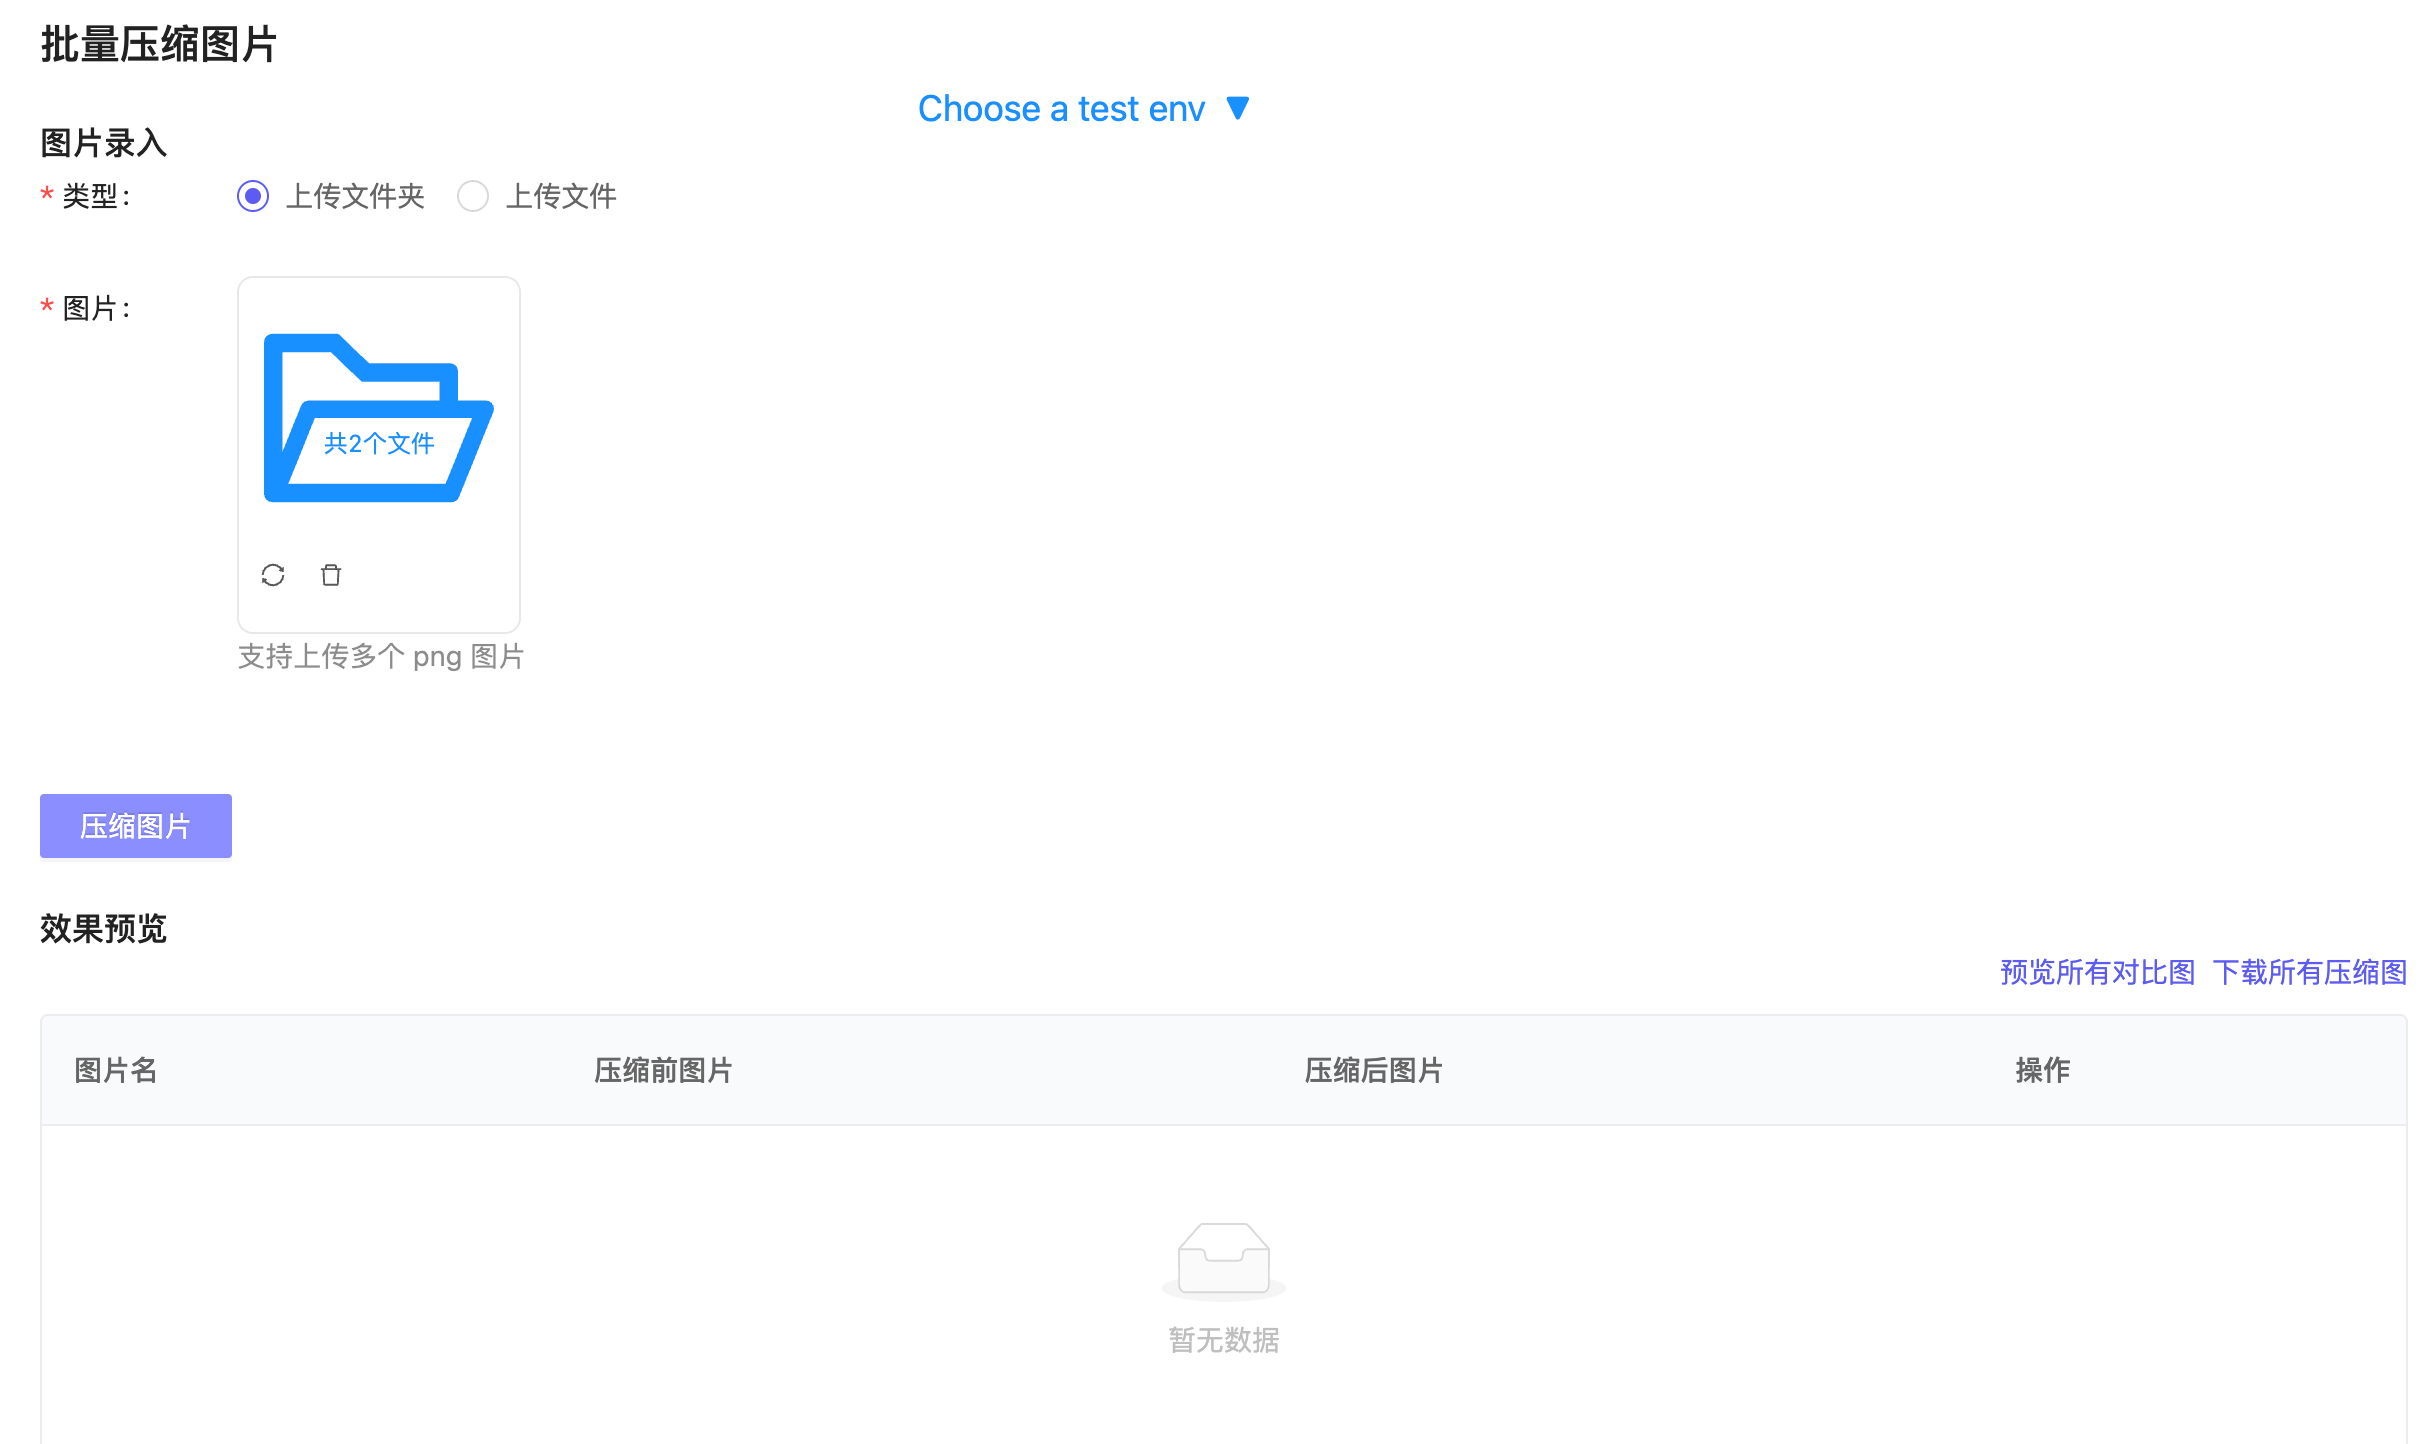 批量压缩图片
Choose a test env ▼
图片录入
* 类型： 上传文件夹 上传文件
* 图片：
共2个文件
支持上传多个 png 图片
压缩图片
效果预览
预览所有对比图 下载所有压缩图
图片名 压缩前图片 压缩后图片 操作
暂无数据